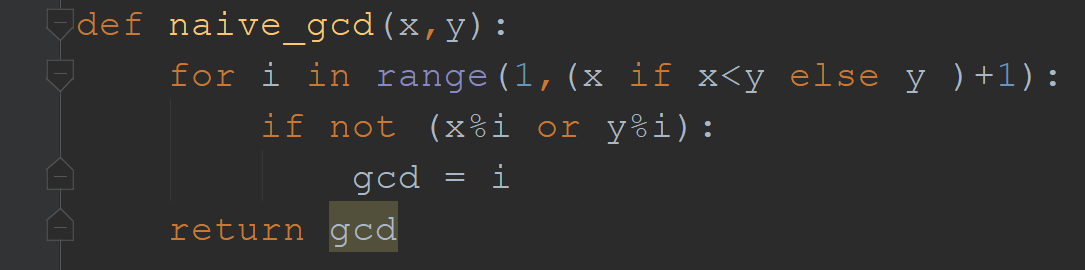 def naive_gcd(x,y):
    for i in range(1,(x if x<y else y )+1):
        if not (x%i or y%i):
            gcd = i
    return gcd